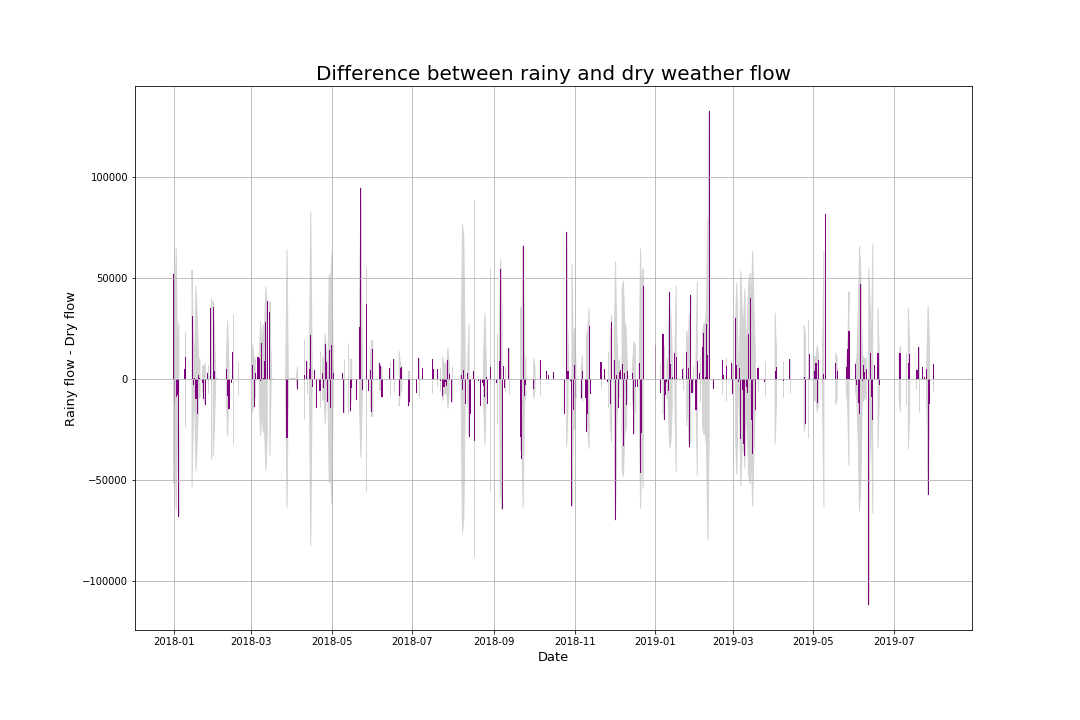 Difference between rainy and dry weather flow
Rainy flow - Dry flow
100000
50000
0
−50000
−100000
2018-01 2018-03 2018-05 2018-07 2018-09 2018-11 2019-01 2019-03 2019-05 2019-07
Date